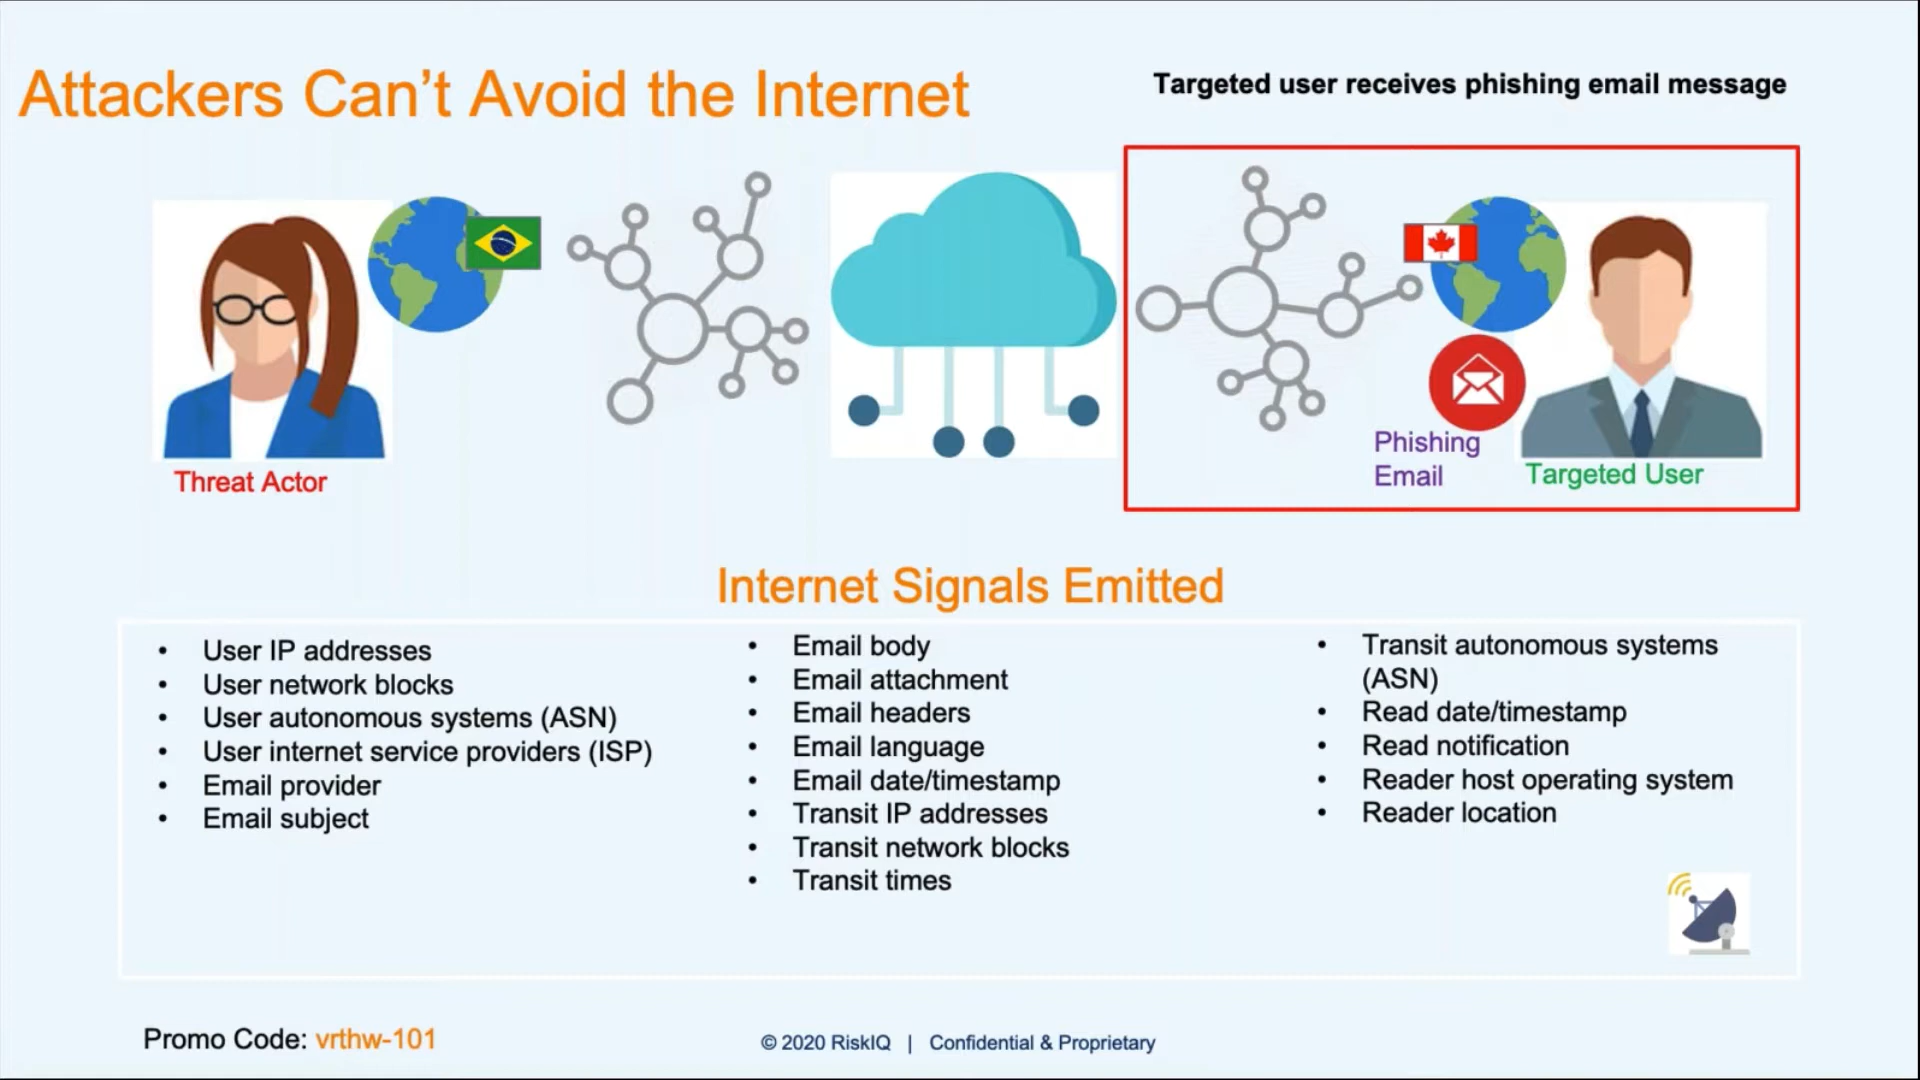 Attackers Can’t Avoid the Internet
Targeted user receives phishing email message
Threat Actor
Phishing
Email
Targeted User
Internet Signals Emitted
• User IP addresses
• User network blocks
• User autonomous systems (ASN)
• User internet service providers (ISP)
• Email provider
• Email subject
• Email body
• Email attachment
• Email headers
• Email language
• Email date/timestamp
• Transit IP addresses
• Transit network blocks
• Transit times
• Transit autonomous systems
(ASN)
• Read date/timestamp
• Read notification
• Reader host operating system
• Reader location
Promo Code: vrthw-101
© 2020 RiskIQ | Confidential & Proprietary